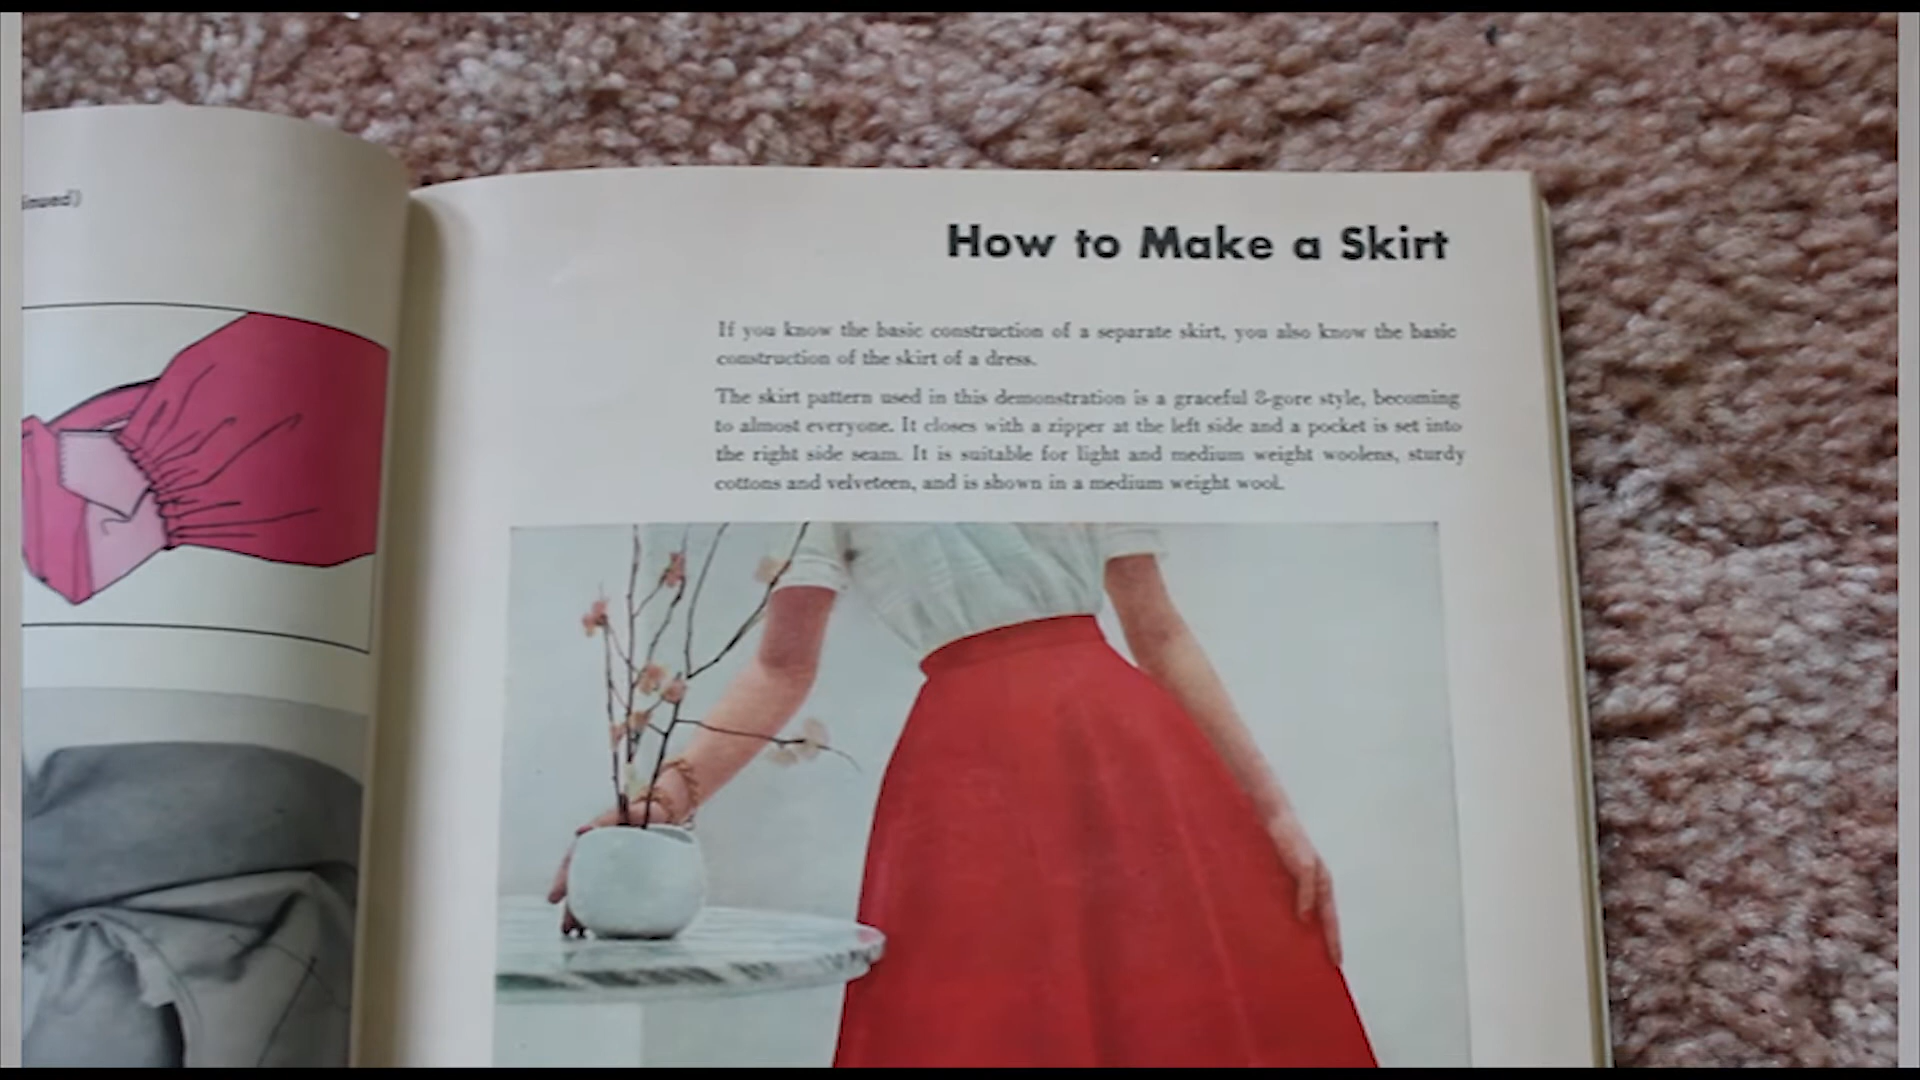 inued)
How to Make a Skirt
If you know the basic construction of a separate skirt, you also know the basic
construction of the skirt of a dress.
The skirt pattern used in this demonstration is a graceful 8-gore style, becoming
to almost everyone. It closes with a zipper at the left side and a pocket is set into
the right side seam. It is suitable for light and medium weight woolens, sturdy
cottons and velveteen, and is shown in a medium weight wool.